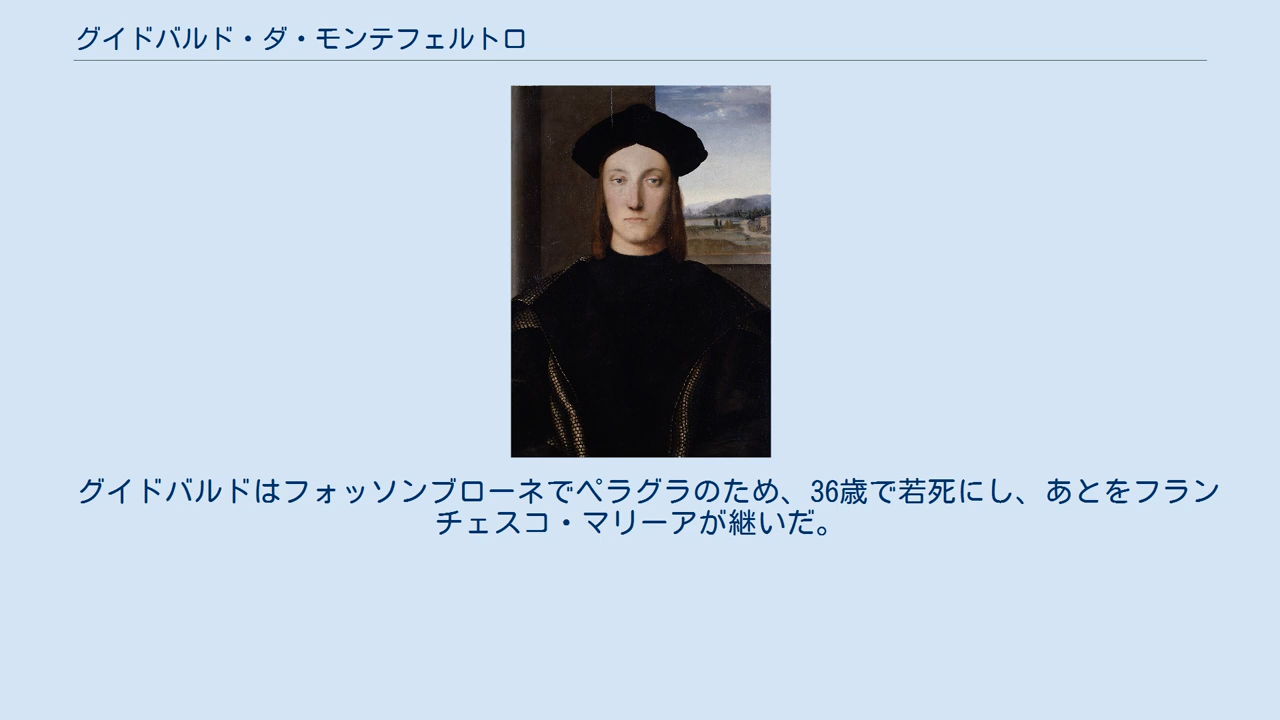 グイドバルド・ダ・モンテフェルトロ
グイドバルドはフォッソンブローネでペラグラのため、36歳で若死にし、あとをフラン
チェスコ・マリーアが継いだ。